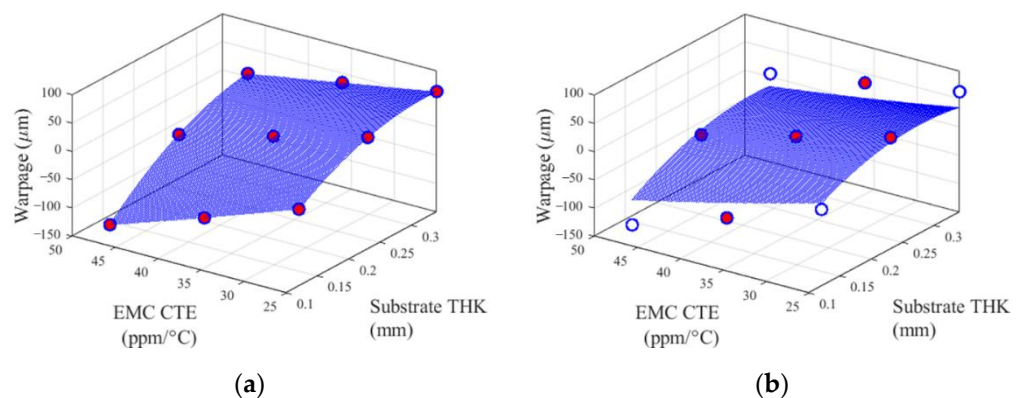 100
50
0
-50
-100
-150
Warpage (μm)
50
45
40
35
30
25
EMC CTE
(ppm/°C)
0.1
0.15
0.2
0.25
0.3
Substrate THK
(mm)
(a)
100
50
0
-50
-100
-150
Warpage (μm)
50
45
40
35
30
25
EMC CTE
(ppm/°C)
0.1
0.15
0.2
0.25
0.3
Substrate THK
(mm)
(b)